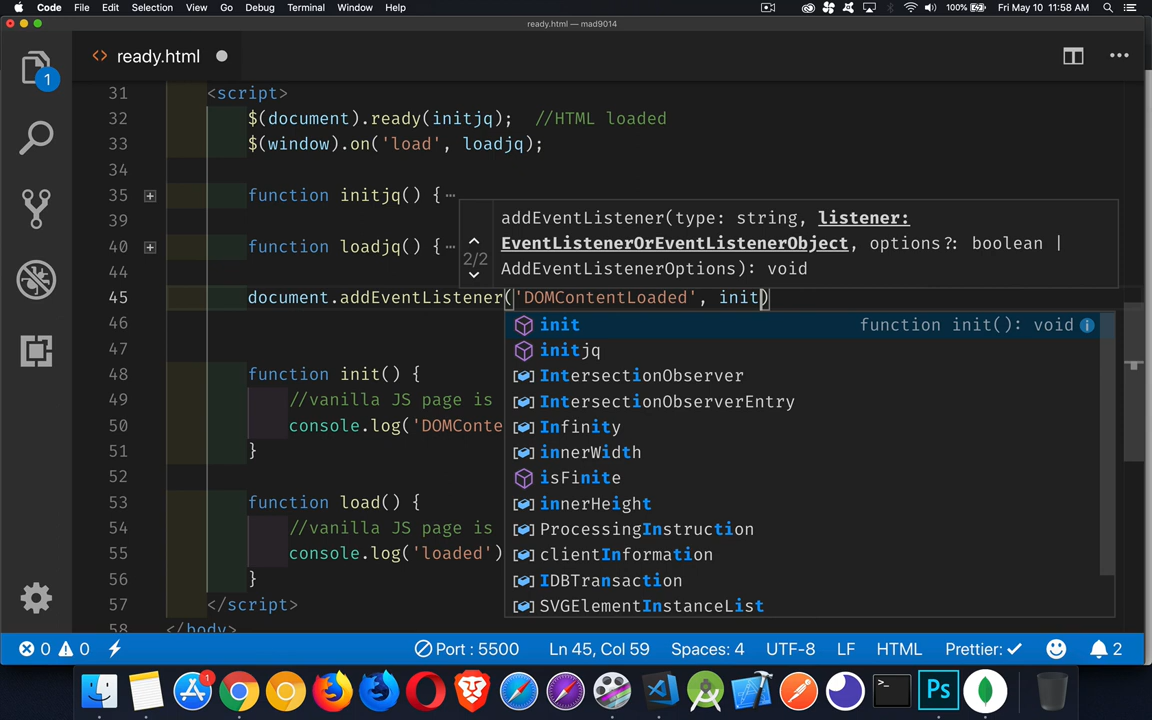 Code File Edit Selection View Go Debug Terminal Window Help 100% Fri May 10 11:58 AM
ready.html — mad9014
<> ready.html
1
31 <script>
32 $(document).ready(initjq); //HTML loaded
33 $(window).on('load', loadjq);
34
35 function initjq() {…
39
40 function loadjq() {…
44
addEventListener(type: string, listener:
EventListenerOrEventListenerObject, options?: boolean |
2/2
AddEventListenerOptions): void
45 document.addEventListener('DOMContentLoaded', init)
46
47
48 function init() {
49 //vanilla JS page is
50 console.log('DOMConte
51 }
52
53 function load() {
54 //vanilla JS page is
55 console.log('loaded')
56 }
57 </script>
58 </body>
init function init(): void
initjq
IntersectionObserver
IntersectionObserverEntry
Infinity
innerWidth
isFinite
innerHeight
ProcessingInstruction
clientInformation
IDBTransaction
SVGElementInstanceList
0 0 Port : 5500 Ln 45, Col 59 Spaces: 4 UTF-8 LF HTML Prettier: ✓ 2
1
Ps